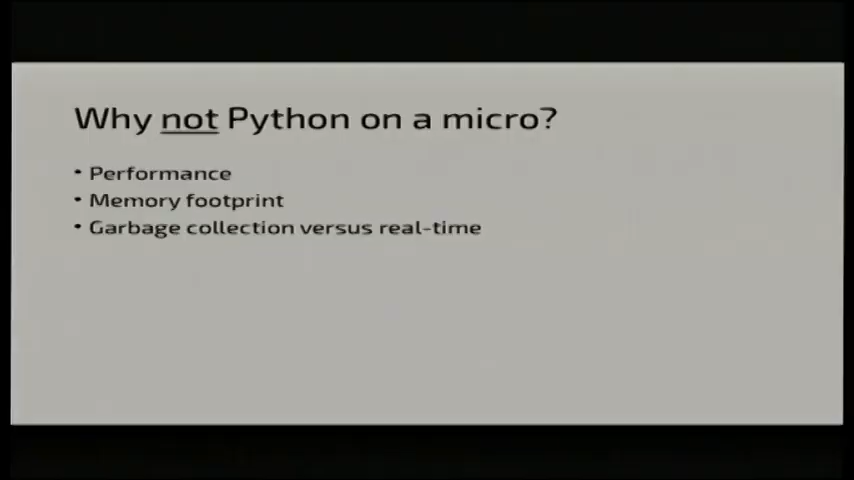 Why not Python on a micro?
• Performance
• Memory footprint
• Garbage collection versus real-time